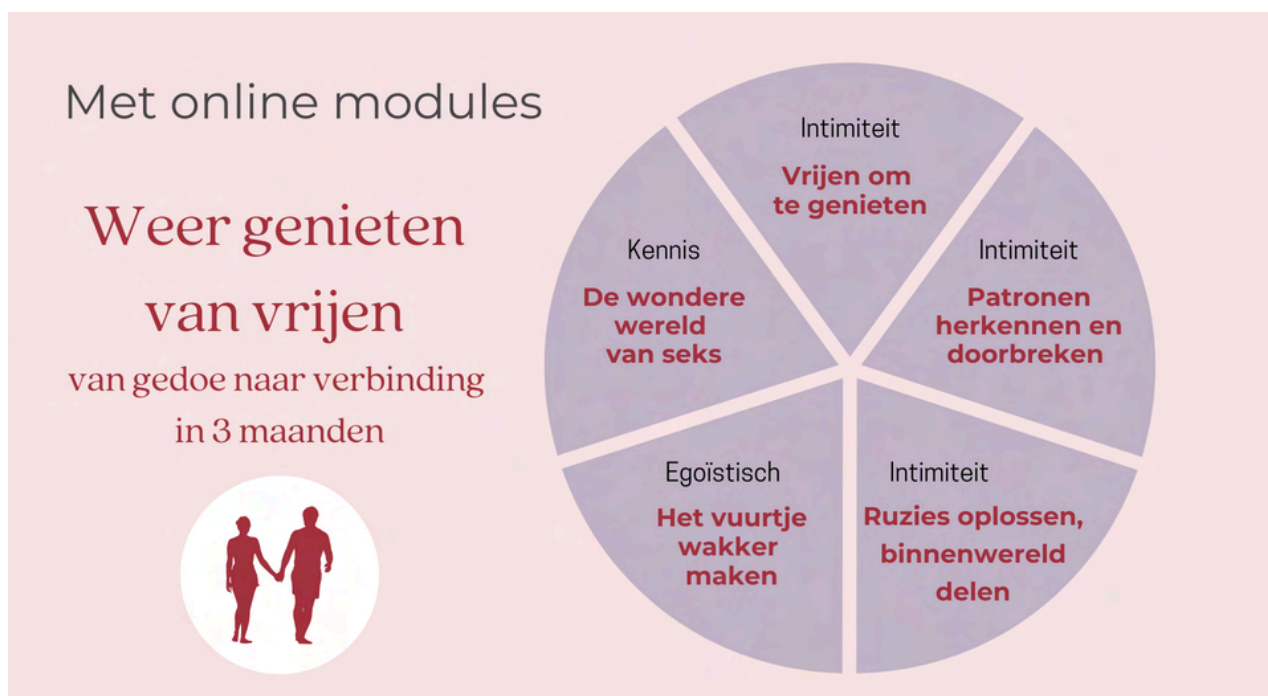 Met online modules
Weer genieten
van vrijen
van gedoe naar verbinding
in 3 maanden
Intimiteit
Vrijen om
te genieten
Intimiteit
Patronen
herkennen en
doorbreken
Intimiteit
Ruzies oplossen,
binnenwereld
delen
Egoïstisch
Het vuurtje
wakker
maken
Kennis
De wondere
wereld
van seks